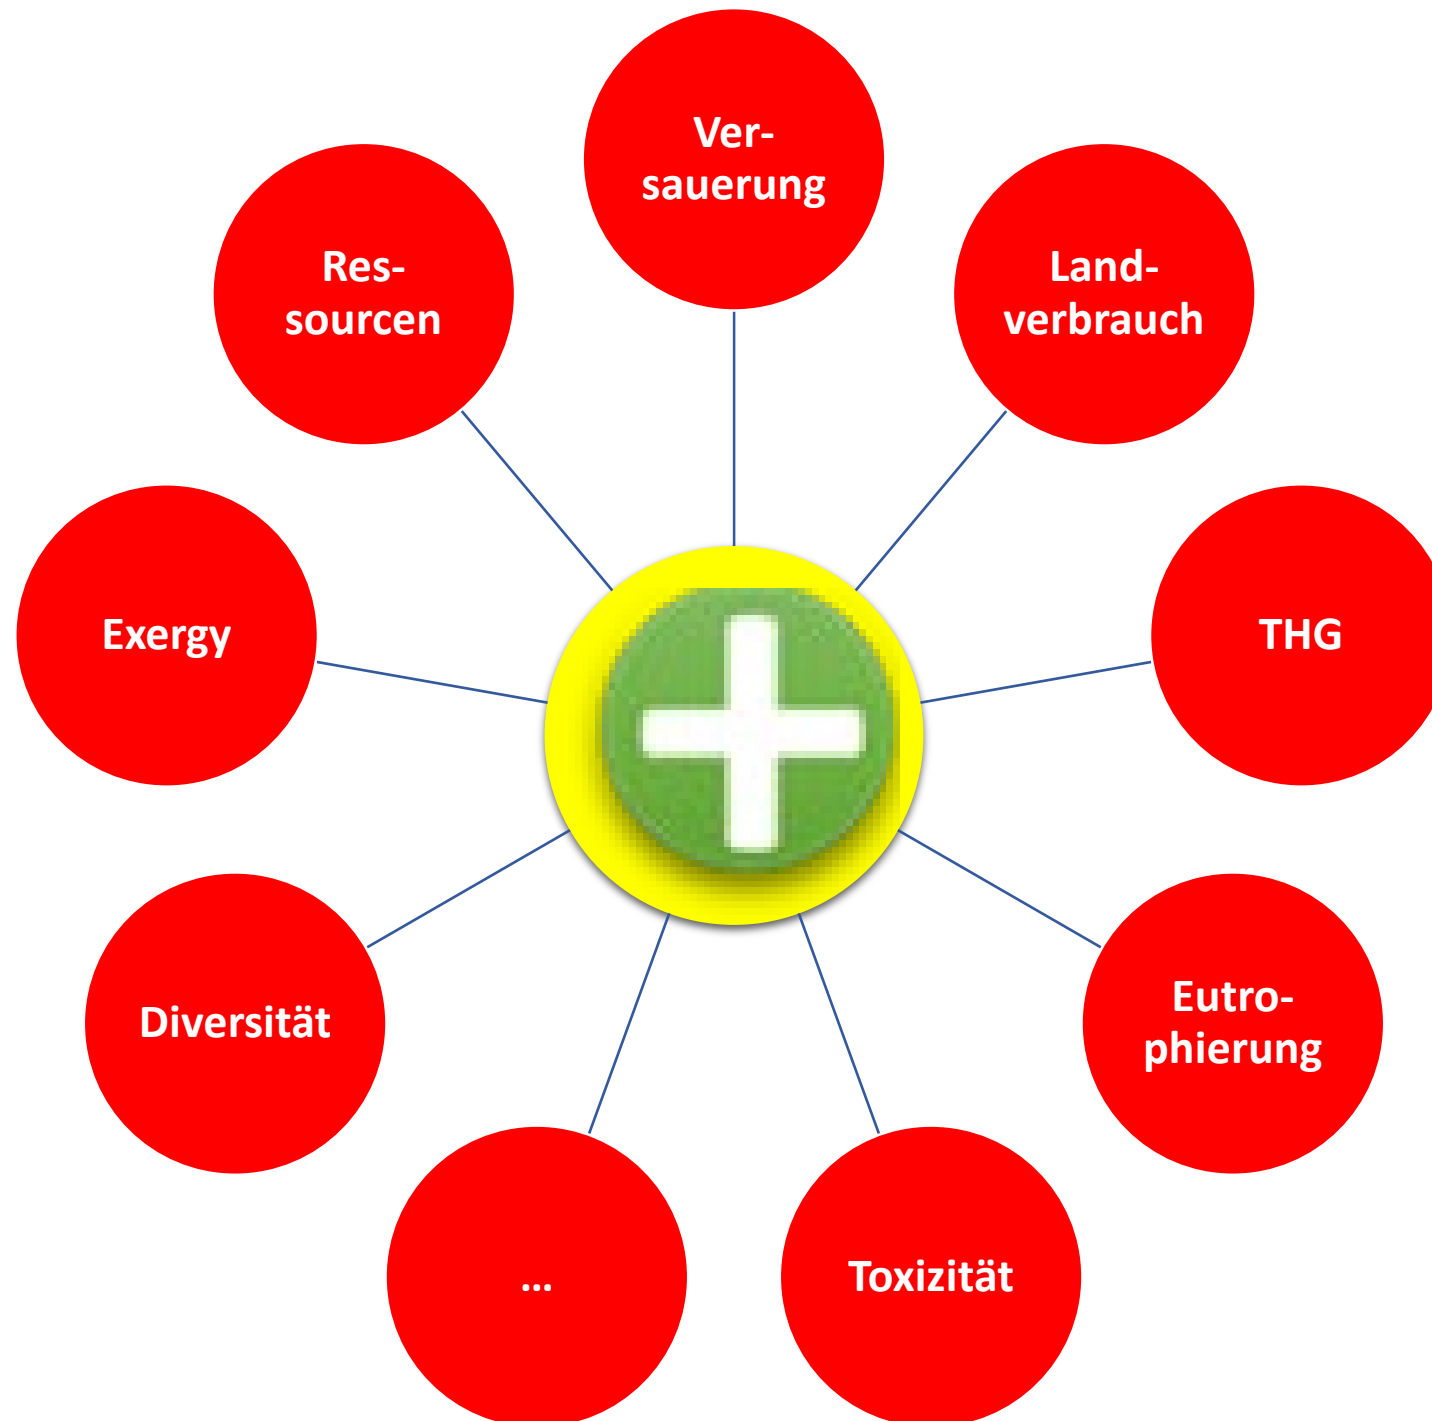 Ver-
sauerung
Land-
verbrauch
THG
Eutro-
phierung
Toxizität
...
Diversität
Exergy
Res-
sourcen